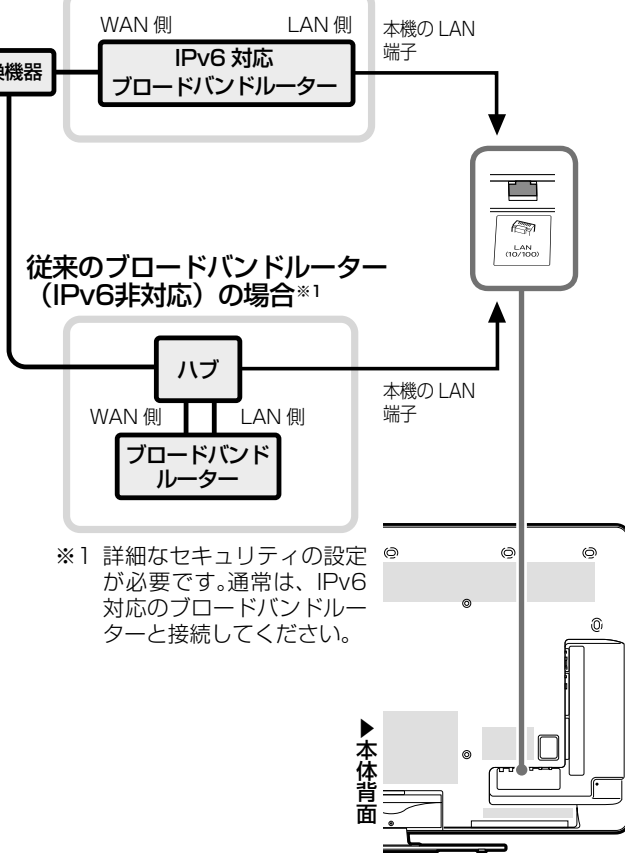 WAN 側
LAN 側
本機の LAN
端子
換機器
IPv6 対応
ブロードバンドルーター
LAN
(10/100)
従来のブロードバンドルーター
（IPv6非対応）の場合※1
ハブ
本機の LAN
端子
WAN 側
LAN 側
ブロードバンド
ルーター
※1 詳細なセキュリティの設定
が必要です。通常は、IPv6
対応のブロードバンドルー
ターと接続してください。
▶本体背面